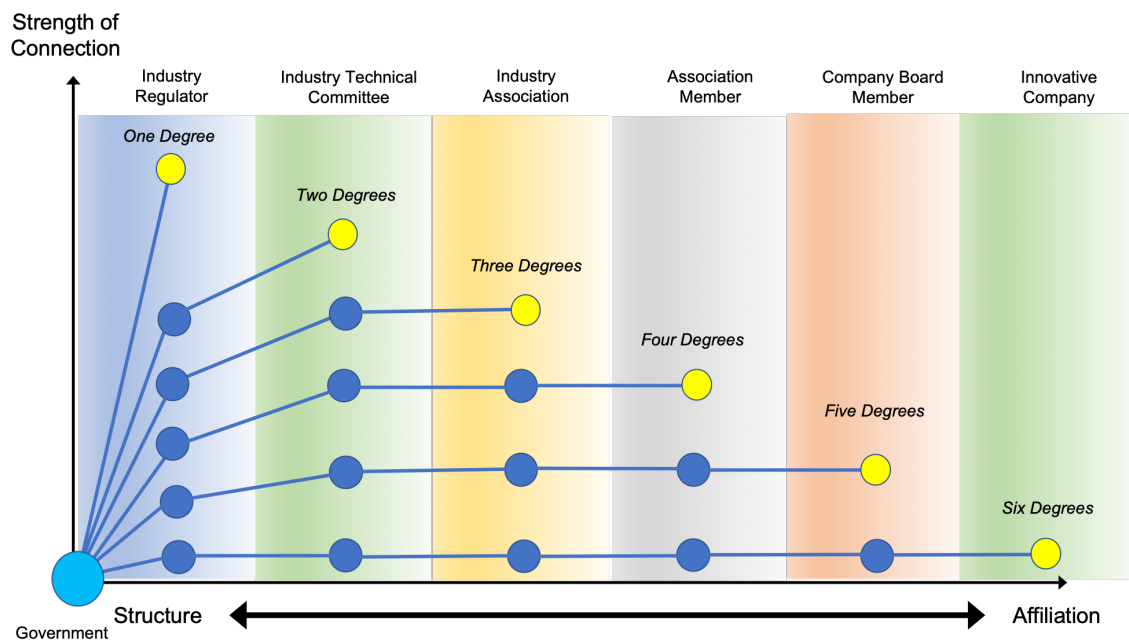 Strength of
Connection
Industry
Regulator
Industry Technical
Committee
Industry
Association
Association
Member
Company Board
Member
Innovative
Company
One Degree
Two Degrees
Three Degrees
Four Degrees
Five Degrees
Six Degrees
Structure
Affiliation
Government